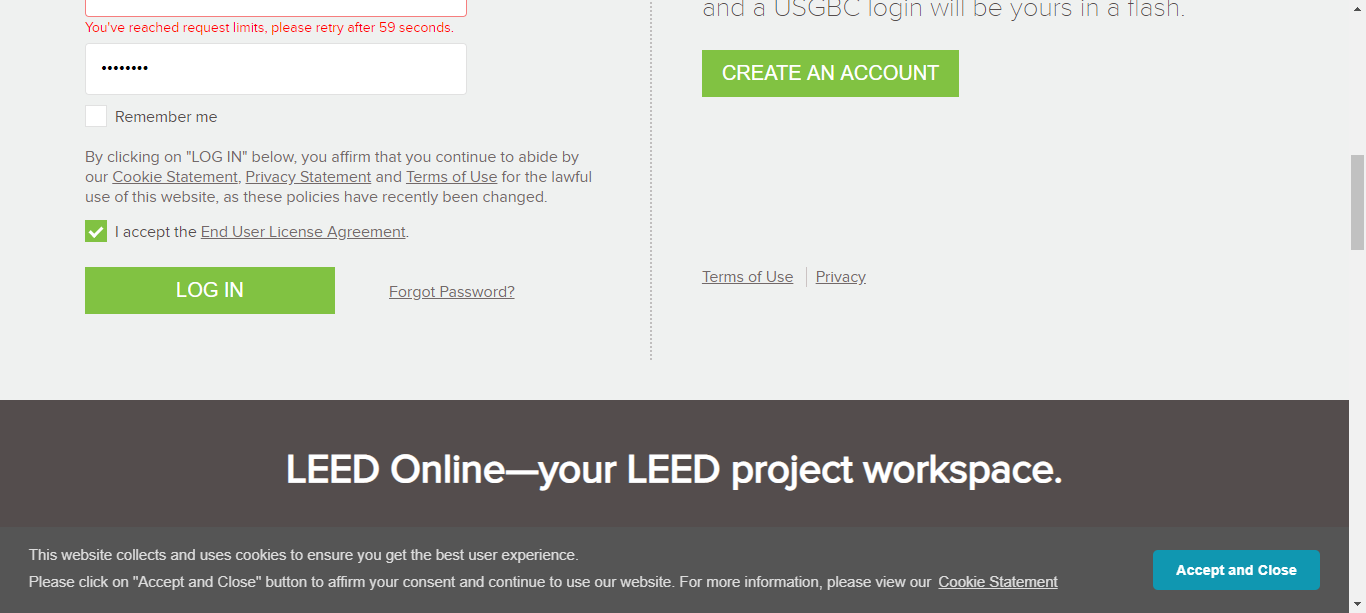 You've reached request limits, please retry after 59 seconds.
••••••••
Remember me
By clicking on "LOG IN" below, you affirm that you continue to abide by
our Cookie Statement, Privacy Statement and Terms of Use for the lawful
use of this website, as these policies have recently been changed.
I accept the End User License Agreement.
LOG IN
Forgot Password?
and a USGBC login will be yours in a flash.
CREATE AN ACCOUNT
Terms of Use
Privacy
LEED Online—your LEED project workspace.
This website collects and uses cookies to ensure you get the best user experience.
Please click on "Accept and Close" button to affirm your consent and continue to use our website. For more information, please view our Cookie Statement
Accept and Close